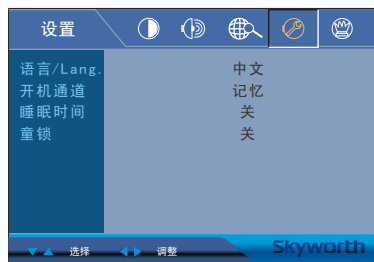 设置
语言/Lang. 中文
开机通道 记忆
睡眠时间 关
童锁 关
选择 调整 Skyworth